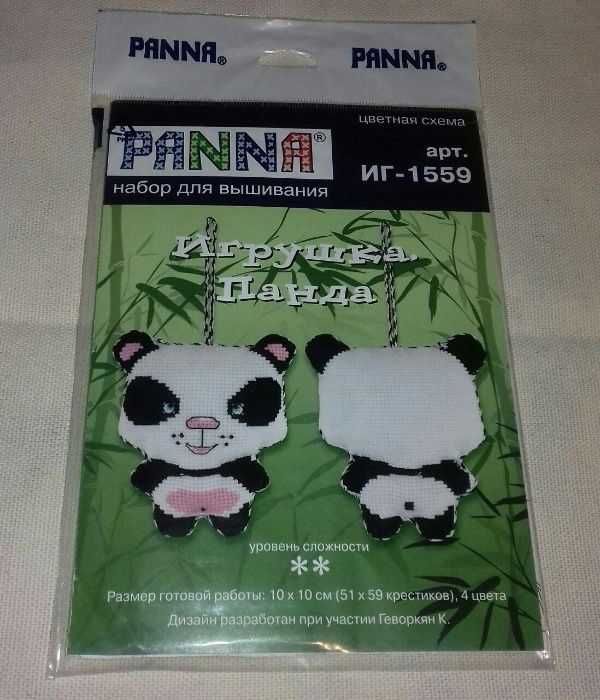 PANNA® PANNA®
цветная схема
PANNA®
арт.
ИГ-1559
набор для вышивания
Игрушка.
Панда
уровень сложности
**
Размер готовой работы: 10 x 10 см (51 x 59 крестиков), 4 цвета
Дизайн разработан при участии Геворкян К.